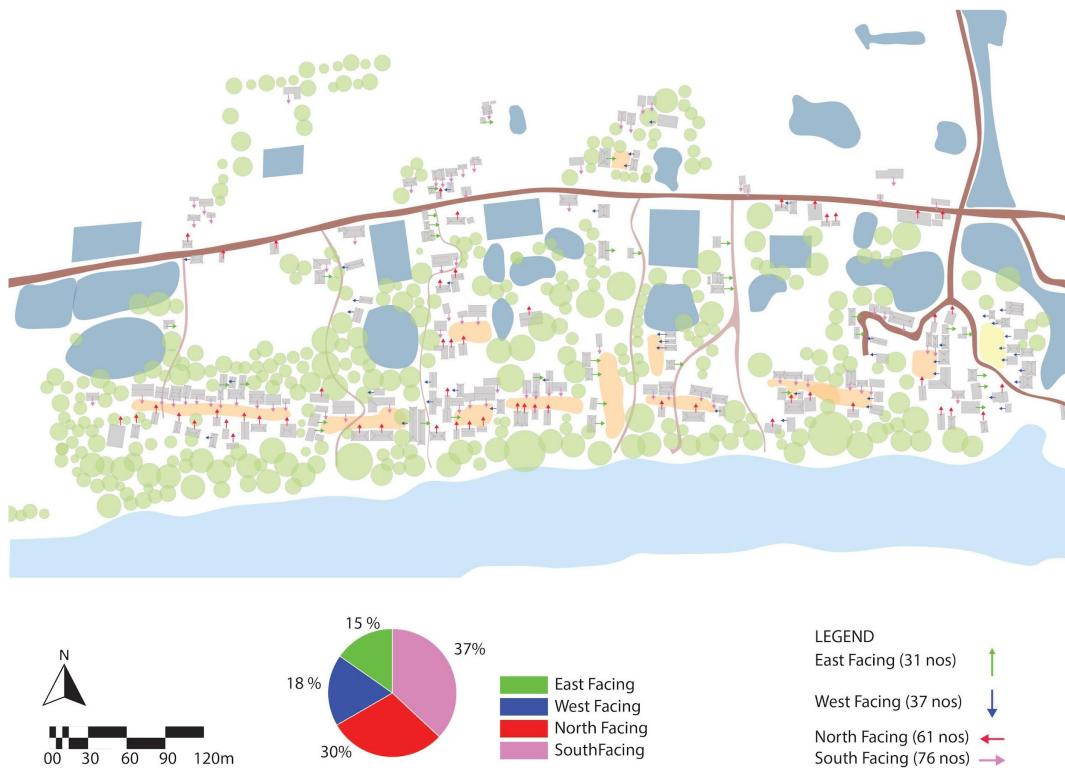 15 %
37%
18 %
30%
East Facing
West Facing
North Facing
SouthFacing
N
00 30 60 90 120m
LEGEND
East Facing (31 nos)
West Facing (37 nos)
North Facing (61 nos)
South Facing (76 nos)